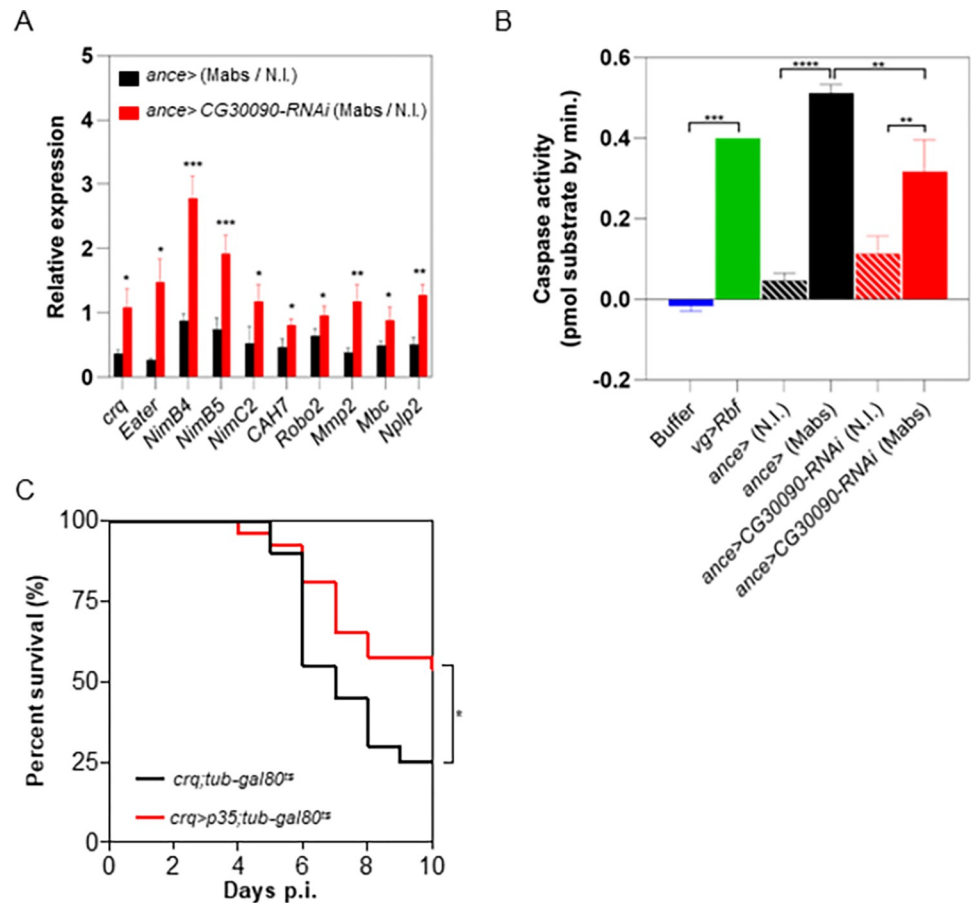 A
Relative expression
5
4
3
2
1
0
ance> (Mabs / N.I.)
ance> CG30090-RNAi (Mabs / N.I.)
*
*
***
***
*
*
*
**
*
**
crq
Eater
NimB4
NimB5
NimC2
CAH7
Robo2
Mmp2
Mbc
Nplp2
B
Caspase activity
(pmol substrate by min.)
0.6
0.4
0.2
0.0
-0.2
***
****
**
**
Buffer
vg>Rbf
ance> (N.I.)
ance> (Mabs)
ance>CG30090-RNAi (N.I.)
ance>CG30090-RNAi (Mabs)
C
Percent survival (%)
100
75
50
25
0
crq;tub-gal80ts
crq>p35;tub-gal80ts
*
0 2 4 6 8 10
Days p.i.